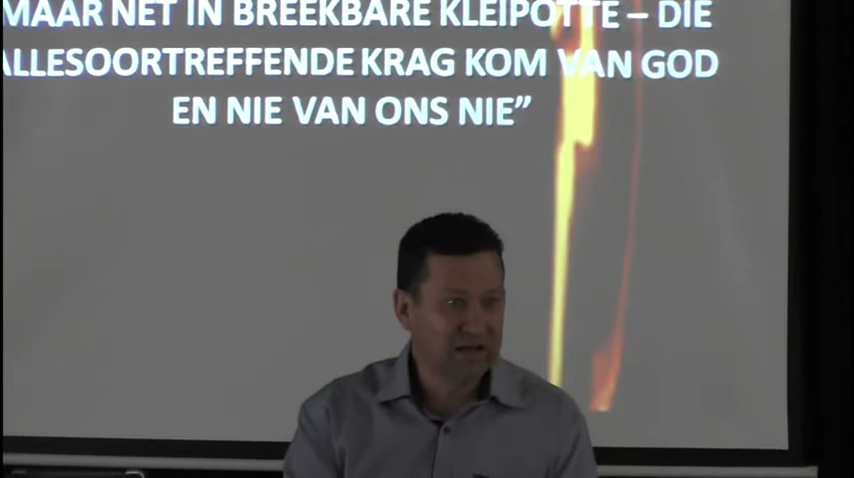 MAAR NET IN BREEKBARE KLEIPOTTE – DIE
ALLESOORTREFFENDE KRAG KOM VAN GOD
EN NIE VAN ONS NIE”